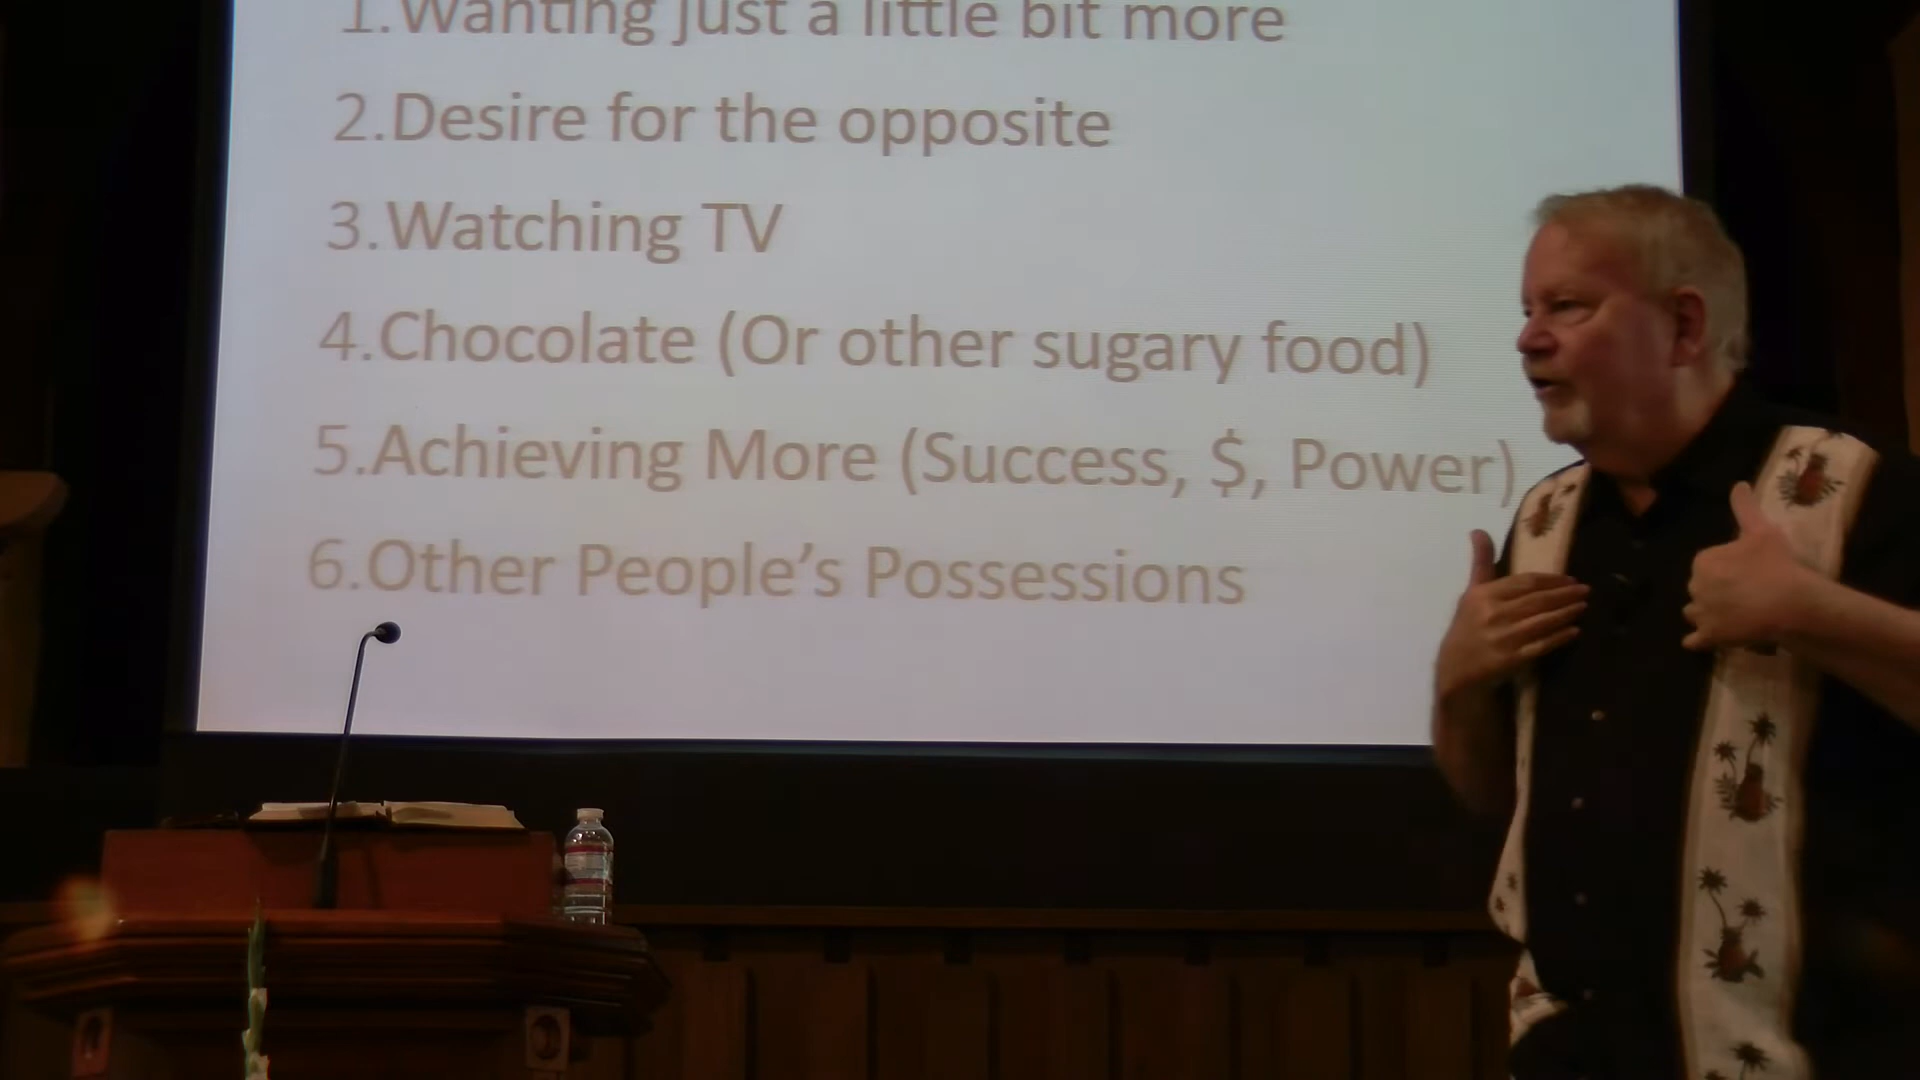 1.Wanting just a little bit more
2.Desire for the opposite
3.Watching TV
4.Chocolate (Or other sugary food)
5.Achieving More (Success, $, Power)
6.Other People's Possessions